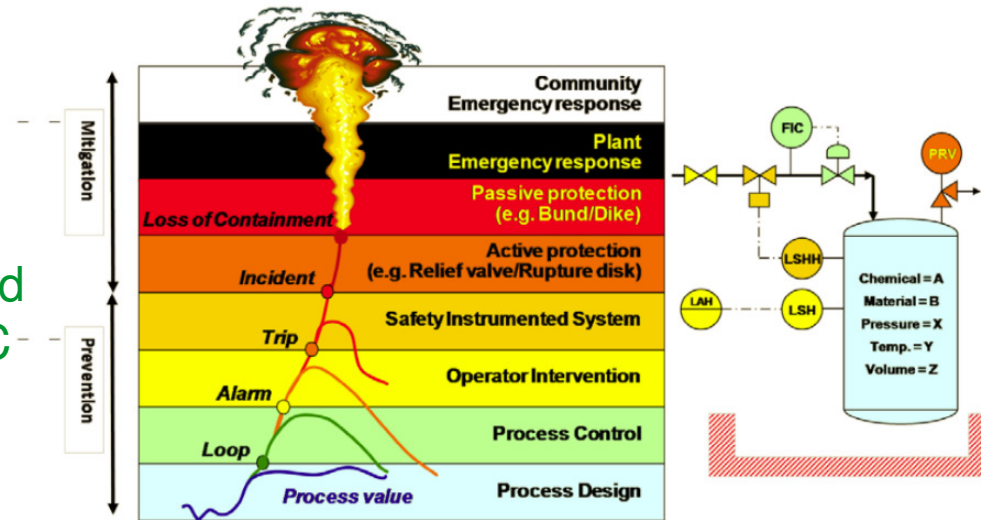 Community
Emergency response
Plant
Emergency response
Passive protection
(e.g. Bund/Dike)
Loss of Containment
Active protection
(e.g. Relief valve/Rupture disk)
Incident
Safety Instrumented System
Trip
Operator Intervention
Alarm
Process Control
Loop
Process Design
Process value
Mitigation
Prevention
d
C
FIC
PRV
LSHH
LAH
LSH
Chemical = A
Material = B
Pressure = X
Temp. = Y
Volume = Z